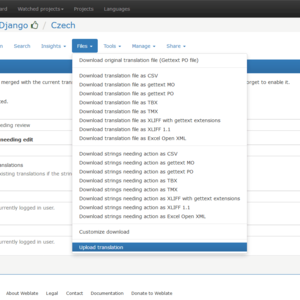 ard Watched projects Projects Languages
Django Czech
on Search Insights Files Tools Manage Share
Download original translation file (Gettext PO file)
merged with the current tran
orget to enable it.
Download translation file as CSV
Download translation file as gettext MO
Download translation file as gettext PO
ted.
Download translation file as TBX
Download translation file as TMX
Download translation file as XLIFF with gettext extensions
needing review
Download translation file as XLIFF 1.1
needing edit
Download translation file as Excel Open XML
Download strings needing action as CSV
anslations
Download strings needing action as gettext MO
existing translations if the strin
Download strings needing action as gettext PO
Download strings needing action as TBX
Download strings needing action as TMX
Download strings needing action as XLIFF with gettext extensions
urrently logged in user.
Download strings needing action as XLIFF 1.1
Download strings needing action as Excel Open XML
Customize download
urrently logged in user.
Upload translation
About Weblate Legal Contact Documentation Donate to Weblate